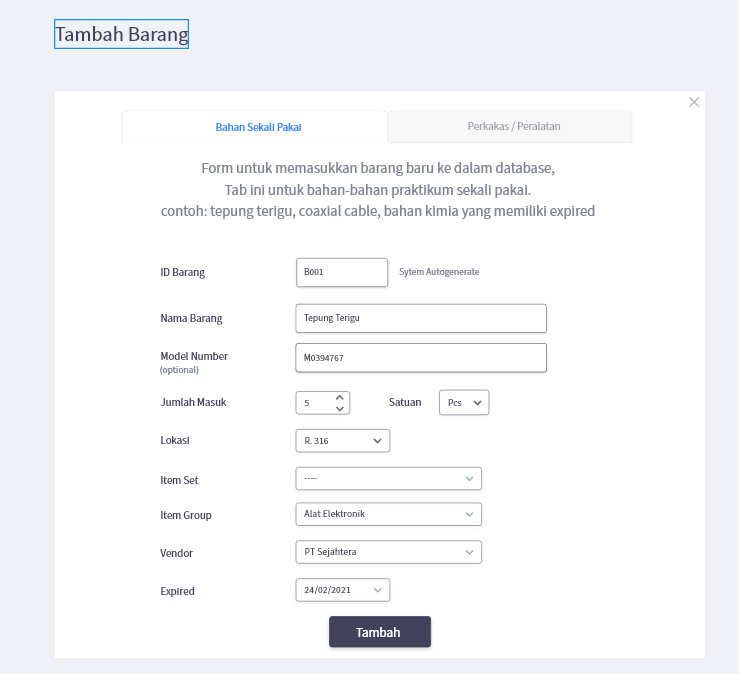 Tambah Barang
Bahan Sekali Pakai
Perkakas / Peralatan
Form untuk memasukkan barang baru ke dalam database,
Tab ini untuk bahan-bahan praktikum sekali pakai.
contoh: tepung terigu, coaxial cable, bahan kimia yang memiliki expired
ID Barang B001 Sytem Autogenerate
Nama Barang Tepung Terigu
Model Number M0394767
(optional)
Jumlah Masuk 5 Satuan Pcs
Lokasi R. 316
Item Set ----
Item Group Alat Elektronik
Vendor PT Sejahtera
Expired 24/02/2021
Tambah